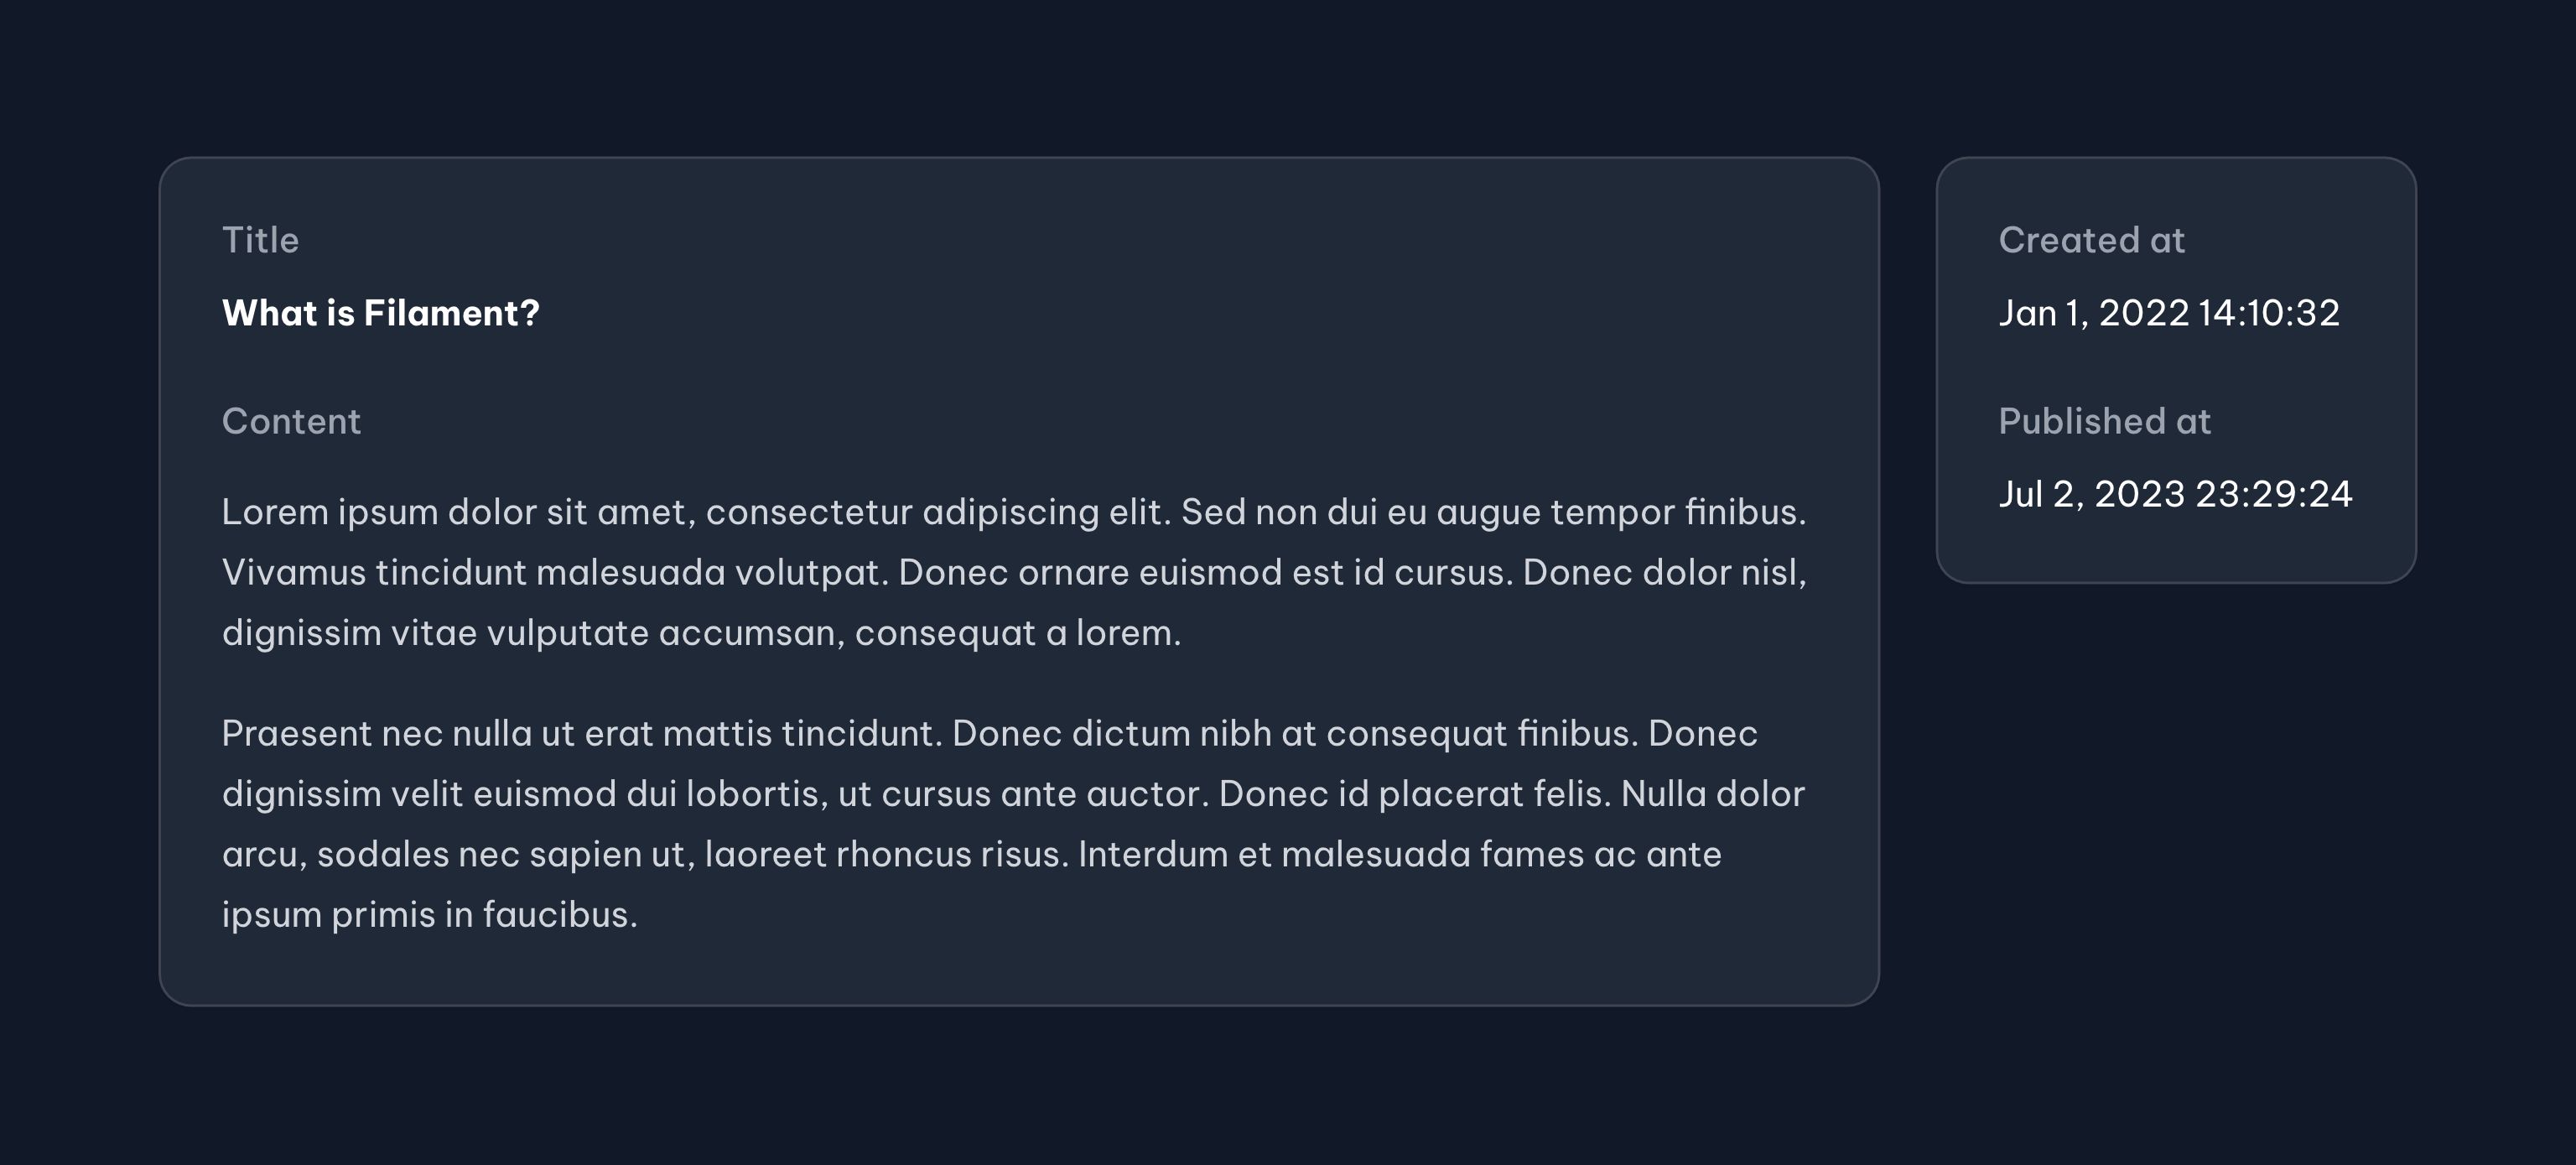 Title
What is Filament?
Content
Lorem ipsum dolor sit amet, consectetur adipiscing elit. Sed non dui eu augue tempor finibus.
Vivamus tincidunt malesuada volutpat. Donec ornare euismod est id cursus. Donec dolor nisl,
dignissim vitae vulputate accumsan, consequat a lorem.
Praesent nec nulla ut erat mattis tincidunt. Donec dictum nibh at consequat finibus. Donec
dignissim velit euismod dui lobortis, ut cursus ante auctor. Donec id placerat felis. Nulla dolor
arcu, sodales nec sapien ut, laoreet rhoncus risus. Interdum et malesuada fames ac ante
ipsum primis in faucibus.
Created at
Jan 1, 2022 14:10:32
Published at
Jul 2, 2023 23:29:24